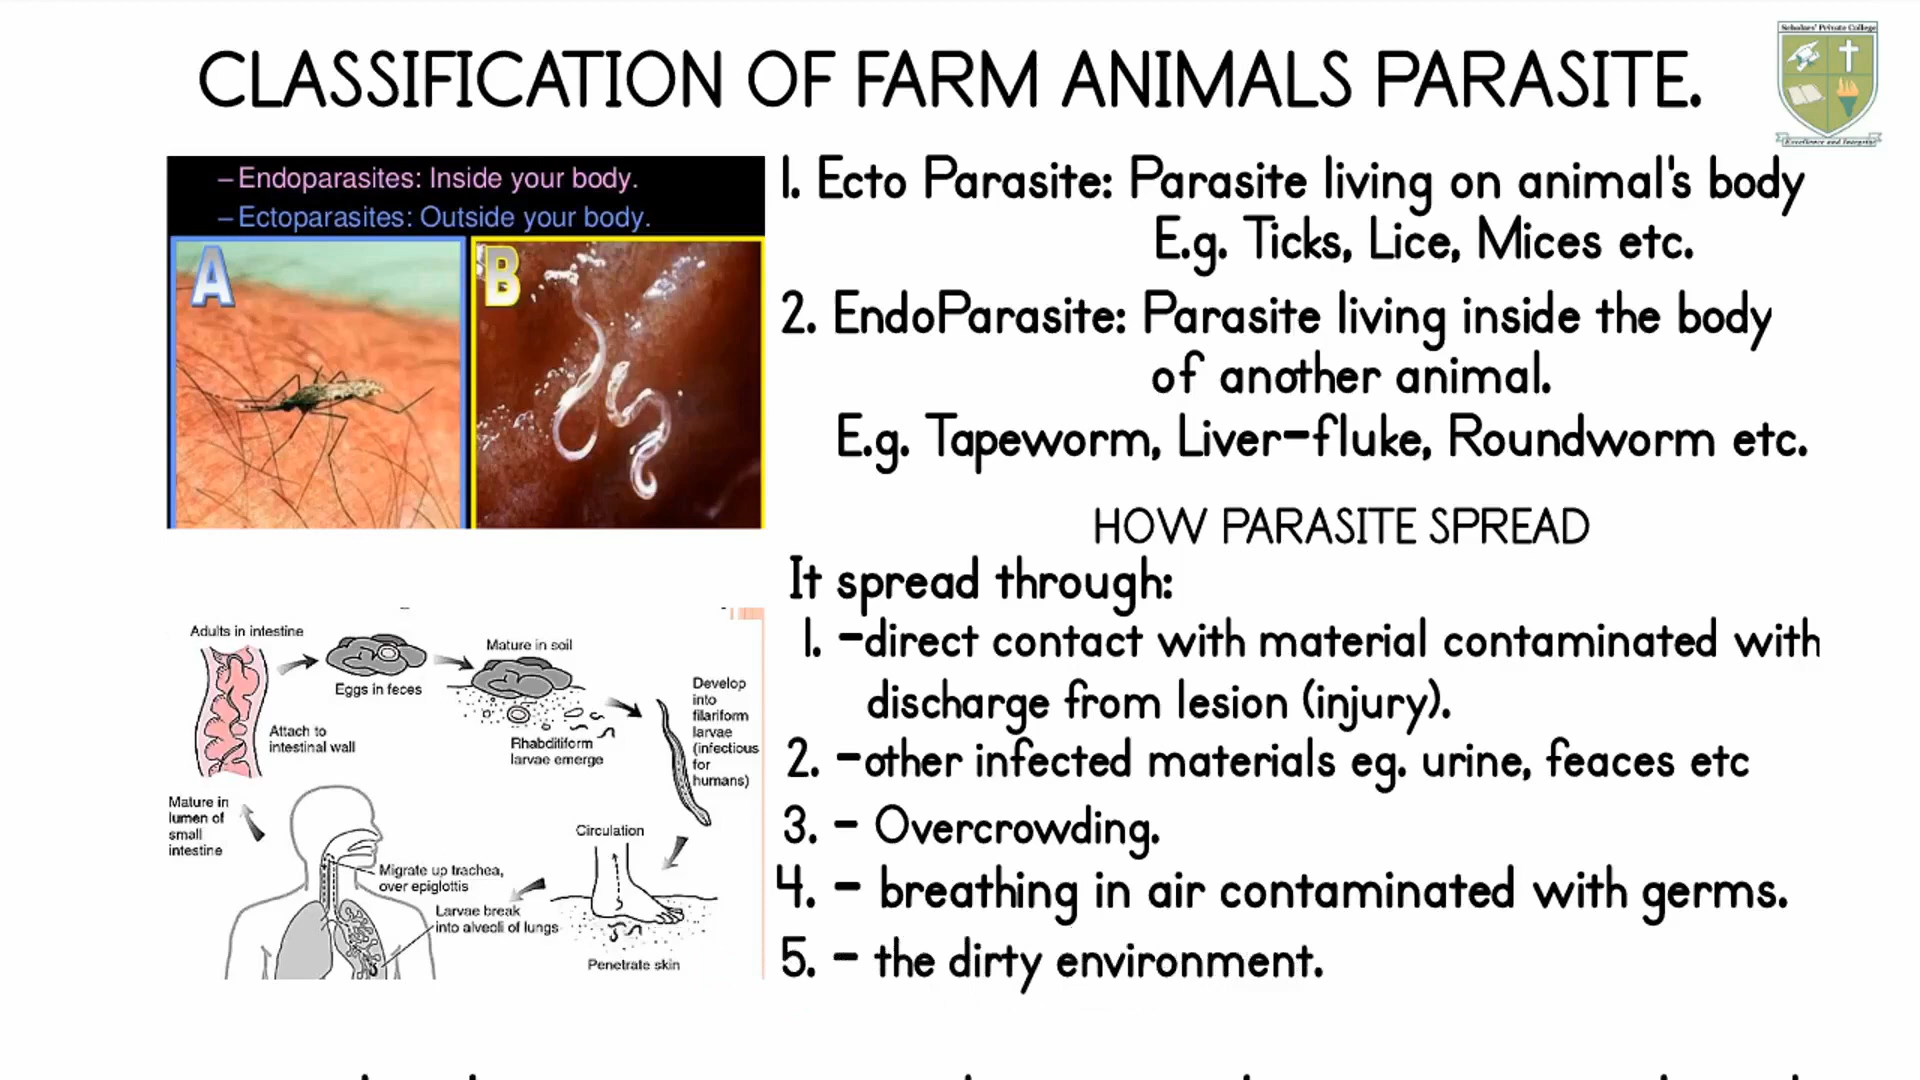 CLASSIFICATION OF FARM ANIMALS PARASITE.
Scholars' Private College
Excellence and Integrity
– Endoparasites: Inside your body.
– Ectoparasites: Outside your body.
A
B
1. Ecto Parasite: Parasite living on animal's body
E.g. Ticks, Lice, Mices etc.
2. EndoParasite: Parasite living inside the body
of another animal.
E.g. Tapeworm, Liver-fluke, Roundworm etc.
HOW PARASITE SPREAD
It spread through:
1. -direct contact with material contaminated with
discharge from lesion (injury).
2. -other infected materials eg. urine, feaces etc
3. - Overcrowding.
4. - breathing in air contaminated with germs.
5. - the dirty environment.
Adults in intestine
Attach to
intestinal wall
Eggs in feces
Mature in soil
Rhabditiform
larvae emerge
Develop
into
filariform
larvae
(infectious
for
humans)
Circulation
Penetrate skin
Larvae break
into alveoli of lungs
Migrate up trachea,
over epiglottis
Mature in
lumen of
small
intestine